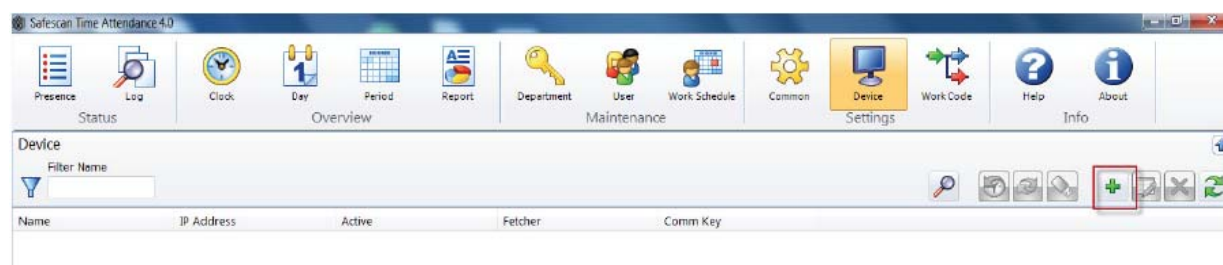 Safescan Time Attendance 4.0
Presence Log Clock Day Period Report Department User Work Schedule Common Device Work Code Help About
Status Overview Maintenance Settings Info
Device
Filter Name
Name IP Address Active Fetcher Comm Key